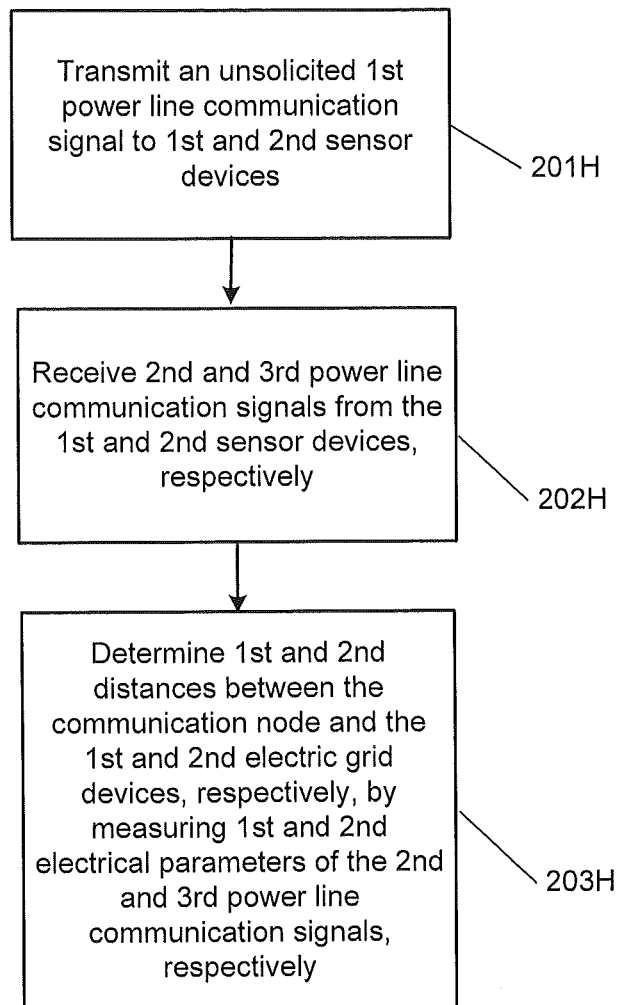 Transmit an unsolicited 1st
power line communication
signal to 1st and 2nd sensor
devices
201H
Receive 2nd and 3rd power line
communication signals from the
1st and 2nd sensor devices,
respectively
202H
Determine 1st and 2nd
distances between the
communication node and the
1st and 2nd electric grid
devices, respectively, by
measuring 1st and 2nd
electrical parameters of the 2nd
and 3rd power line
communication signals,
respectively
203H